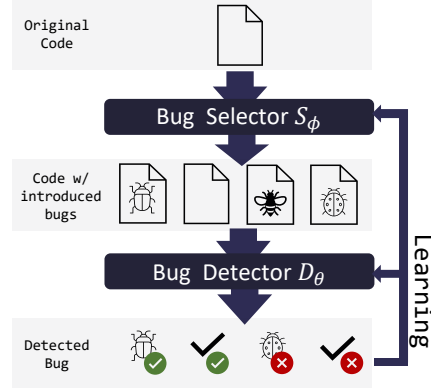 Original
Code
Bug Selector S_ϕ
Code w/
introduced
bugs
Bug Detector D_θ
Detected
Bug
Learning